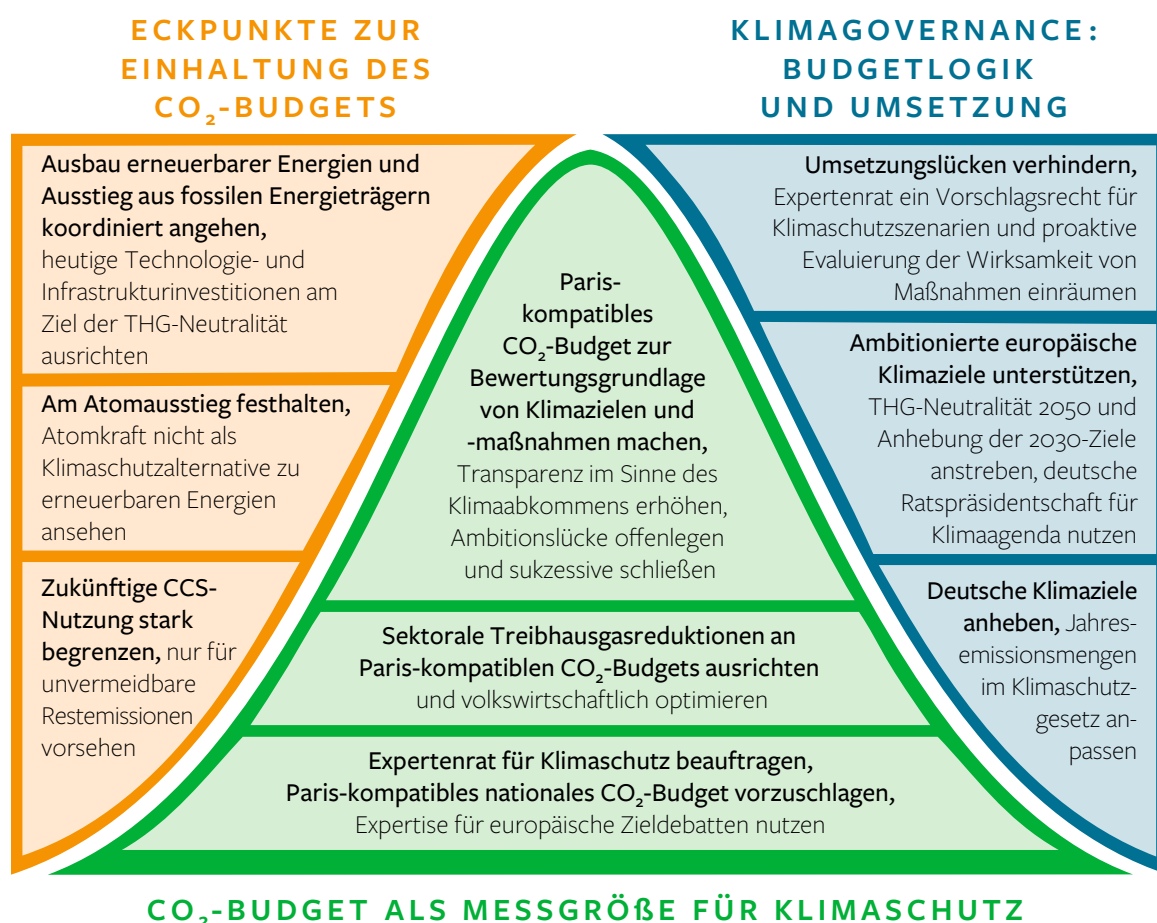 ECKPUNKTE ZUR
EINHALTUNG DES
CO₂-BUDGETS
Ausbau erneuerbarer Energien und
Ausstieg aus fossilen Energieträgern
koordiniert angehen,
heutige Technologie- und
Infrastrukturinvestitionen am
Ziel der THG-Neutralität
ausrichten
Am Atomausstieg festhalten,
Atomkraft nicht als
Klimaschutzalternative zu
erneuerbaren Energien
ansehen
Zukünftige CCS-
Nutzung stark
begrenzen, nur für
unvermeidbare
Restemissionen
vorsehen
Paris-
kompatibles
CO₂-Budget zur
Bewertungsgrundlage
von Klimazielen und
-maßnahmen machen,
Transparenz im Sinne des
Klimaabkommens erhöhen,
Ambitionslücke offenlegen
und sukzessive schließen
Sektorale Treibhausgasreduktionen an
Paris-kompatiblen CO₂-Budgets ausrichten
und volkswirtschaftlich optimieren
Expertenrat für Klimaschutz beauftragen,
Paris-kompatibles nationales CO₂-Budget vorzuschlagen,
Expertise für europäische Zieldebatten nutzen
KLIMAGOVERNANCE:
BUDGETLOGIK
UND UMSETZUNG
Umsetzungslücken verhindern,
Expertenrat ein Vorschlagsrecht für
Klimaschutzszenarien und proaktive
Evaluierung der Wirksamkeit von
Maßnahmen einräumen
Ambitionierte europäische
Klimaziele unterstützen,
THG-Neutralität 2050 und
Anhebung der 2030-Ziele
anstreben, deutsche
Ratspräsidentschaft für
Klimaagenda nutzen
Deutsche Klimaziele
anheben, Jahres-
emissionsmengen
im Klimaschutz-
gesetz an-
passen
CO₂-BUDGET ALS MESSGRÖßE FÜR KLIMASCHUTZ